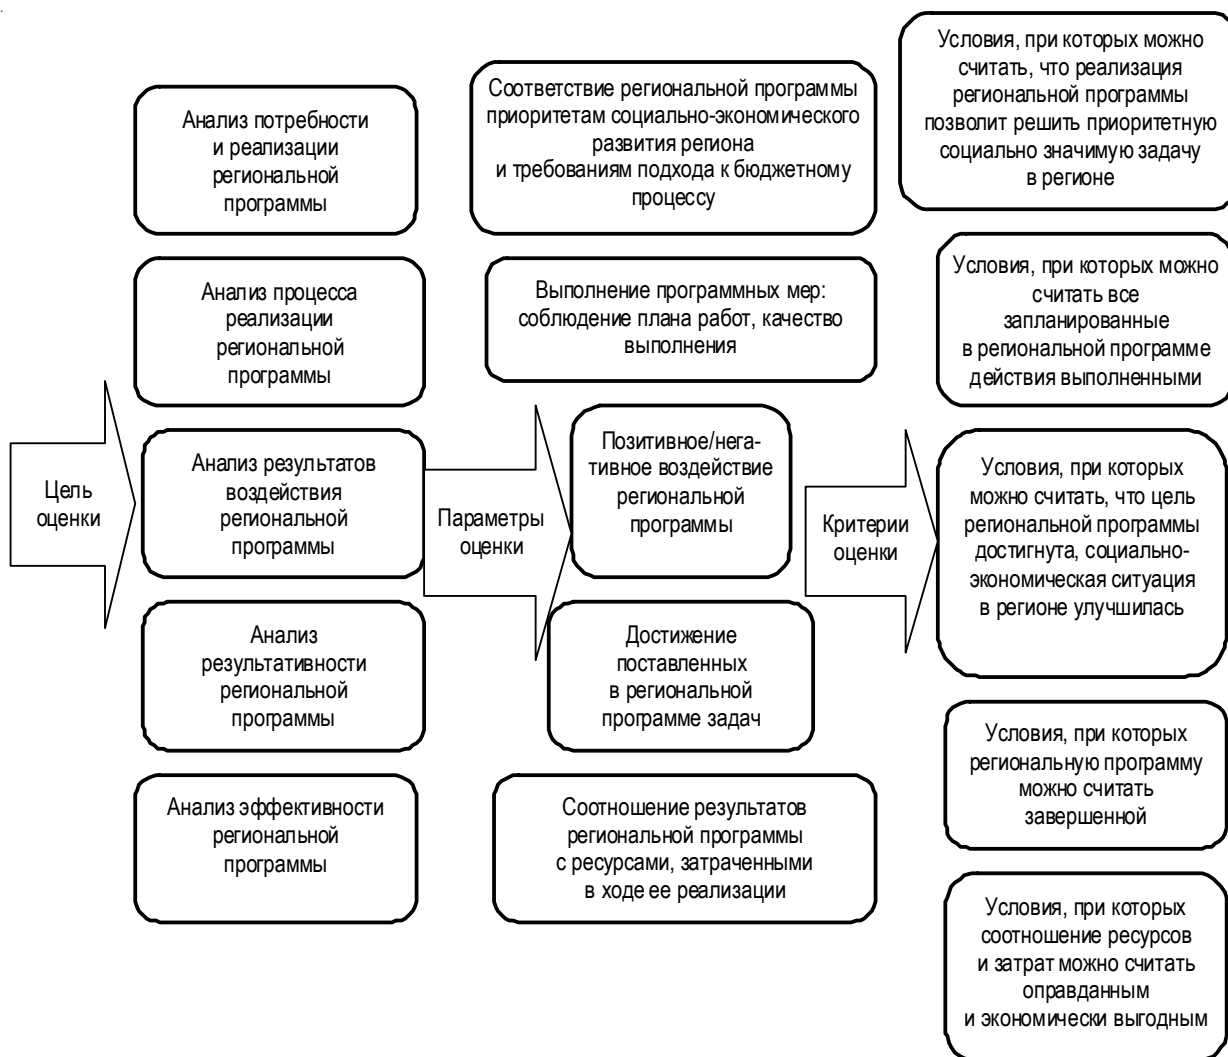 Анализ потребности
и реализации
региональной
программы
Анализ процесса
реализации
региональной
программы
Цель
оценки
Анализ результатов
воздействия
региональной
программы
Анализ
результативности
региональной
программы
Анализ эффективности
региональной
программы
Соответствие региональной программы
приоритетам социально-экономического
развития региона
и требованиям подхода к бюджетному
процессу
Выполнение программных мер:
соблюдение плана работ, качество
выполнения
Параметры
оценки
Позитивное/нега-
тивное воздействие
региональной
программы
Достижение
поставленных
в региональной
программе задач
Соотношение результатов
региональной программы
с ресурсами, затраченными
в ходе ее реализации
Условия, при которых можно
считать, что реализация
региональной программы
позволит решить приоритетную
социально значимую задачу
в регионе
Условия, при которых можно
считать все
запланированные
в региональной программе
действия выполненными
Критерии
оценки
Условия, при которых
можно считать, что цель
региональной программы
достигнута, социально-
экономическая ситуация
в регионе улучшилась
Условия, при которых
региональную программу
можно считать
завершенной
Условия, при которых
соотношение ресурсов
и затрат можно считать
оправданным
и экономически выгодным